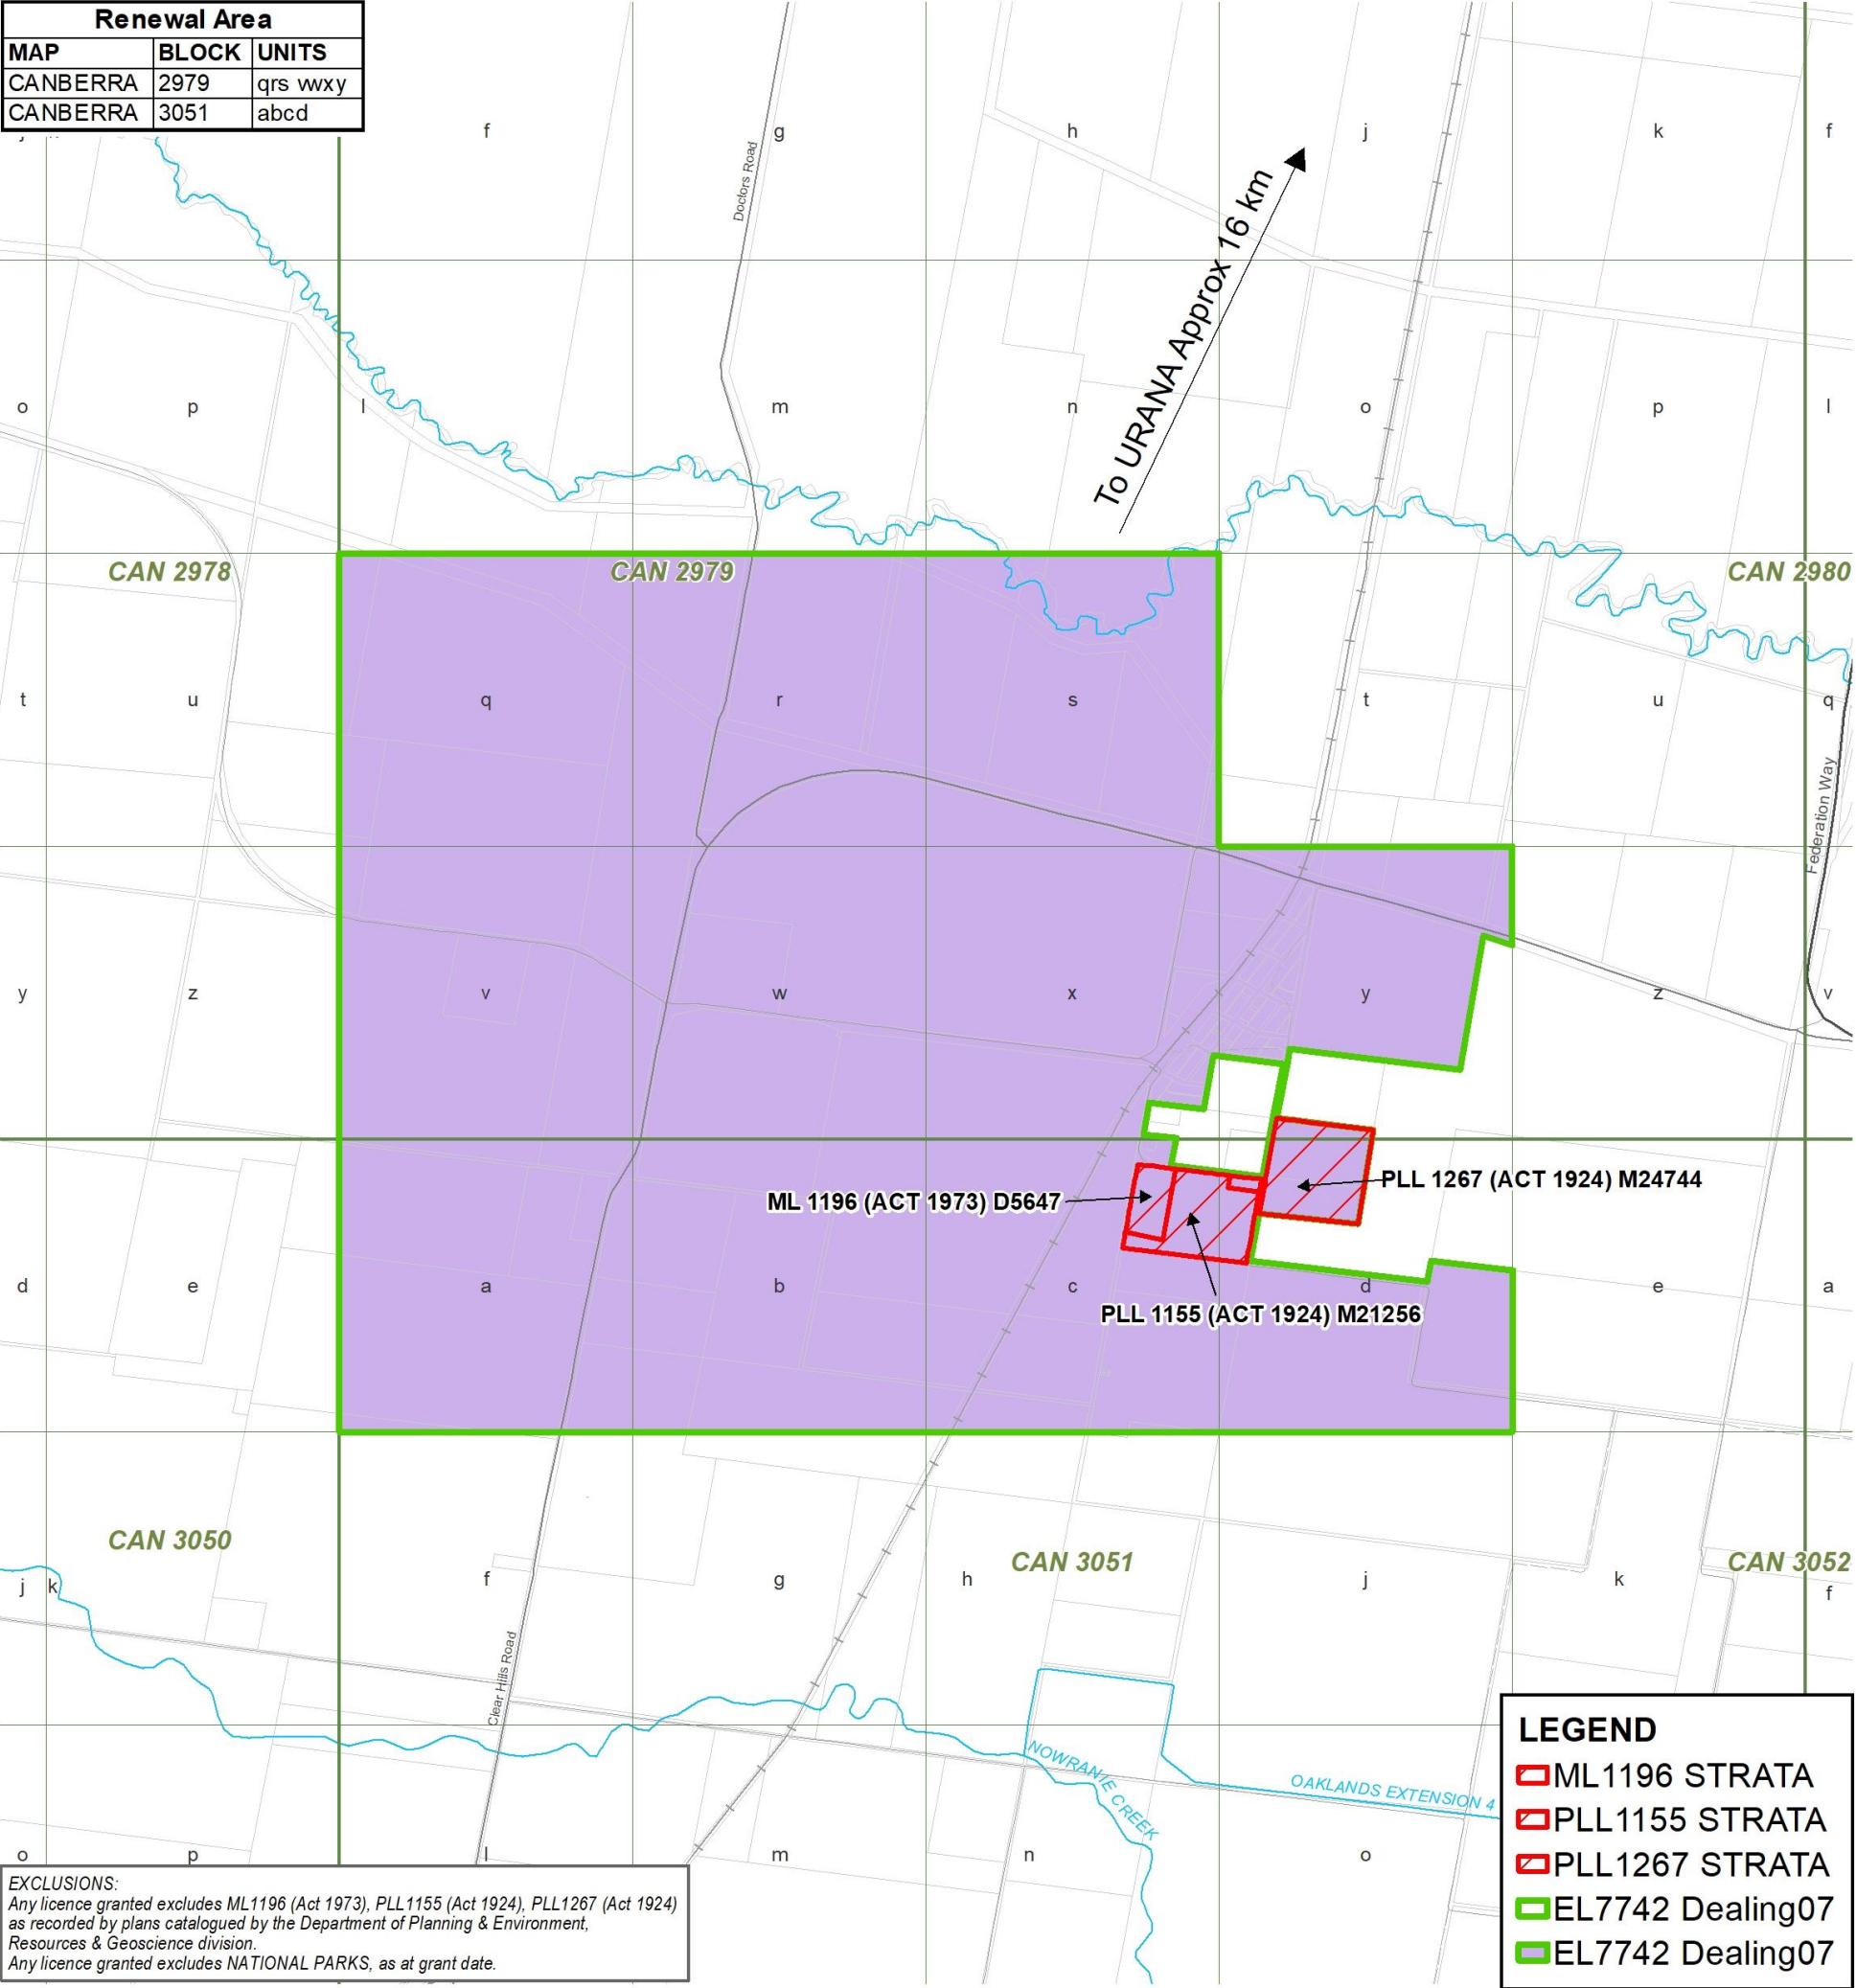 Renewal Area
MAP BLOCK UNITS
CANBERRA 2979 qrs vwxy
CANBERRA 3051 abcd
f g h j k f
Doctors Road
To URANA Approx 16 km
o p l m n o p l
CAN 2978 CAN 2979 CAN 2980
t u q r s t u q
Federation Way
y z v w x y z v
PLL 1267 (ACT 1924) M24744
ML 1196 (ACT 1973) D5647
d e a b c d e a
PLL 1155 (ACT 1924) M21256
CAN 3050 CAN 3051 CAN 3052
j k f g h j k f
Clear Hills Road
NOWRANIE CREEK
OAKLANDS EXTENSION 4
o p l m n o
EXCLUSIONS:
Any licence granted excludes ML1196 (Act 1973), PLL1155 (Act 1924), PLL1267 (Act 1924)
as recorded by plans catalogued by the Department of Planning & Environment,
Resources & Geoscience division.
Any licence granted excludes NATIONAL PARKS, as at grant date.
LEGEND
ML1196 STRATA
PLL1155 STRATA
PLL1267 STRATA
EL7742 Dealing07
EL7742 Dealing07